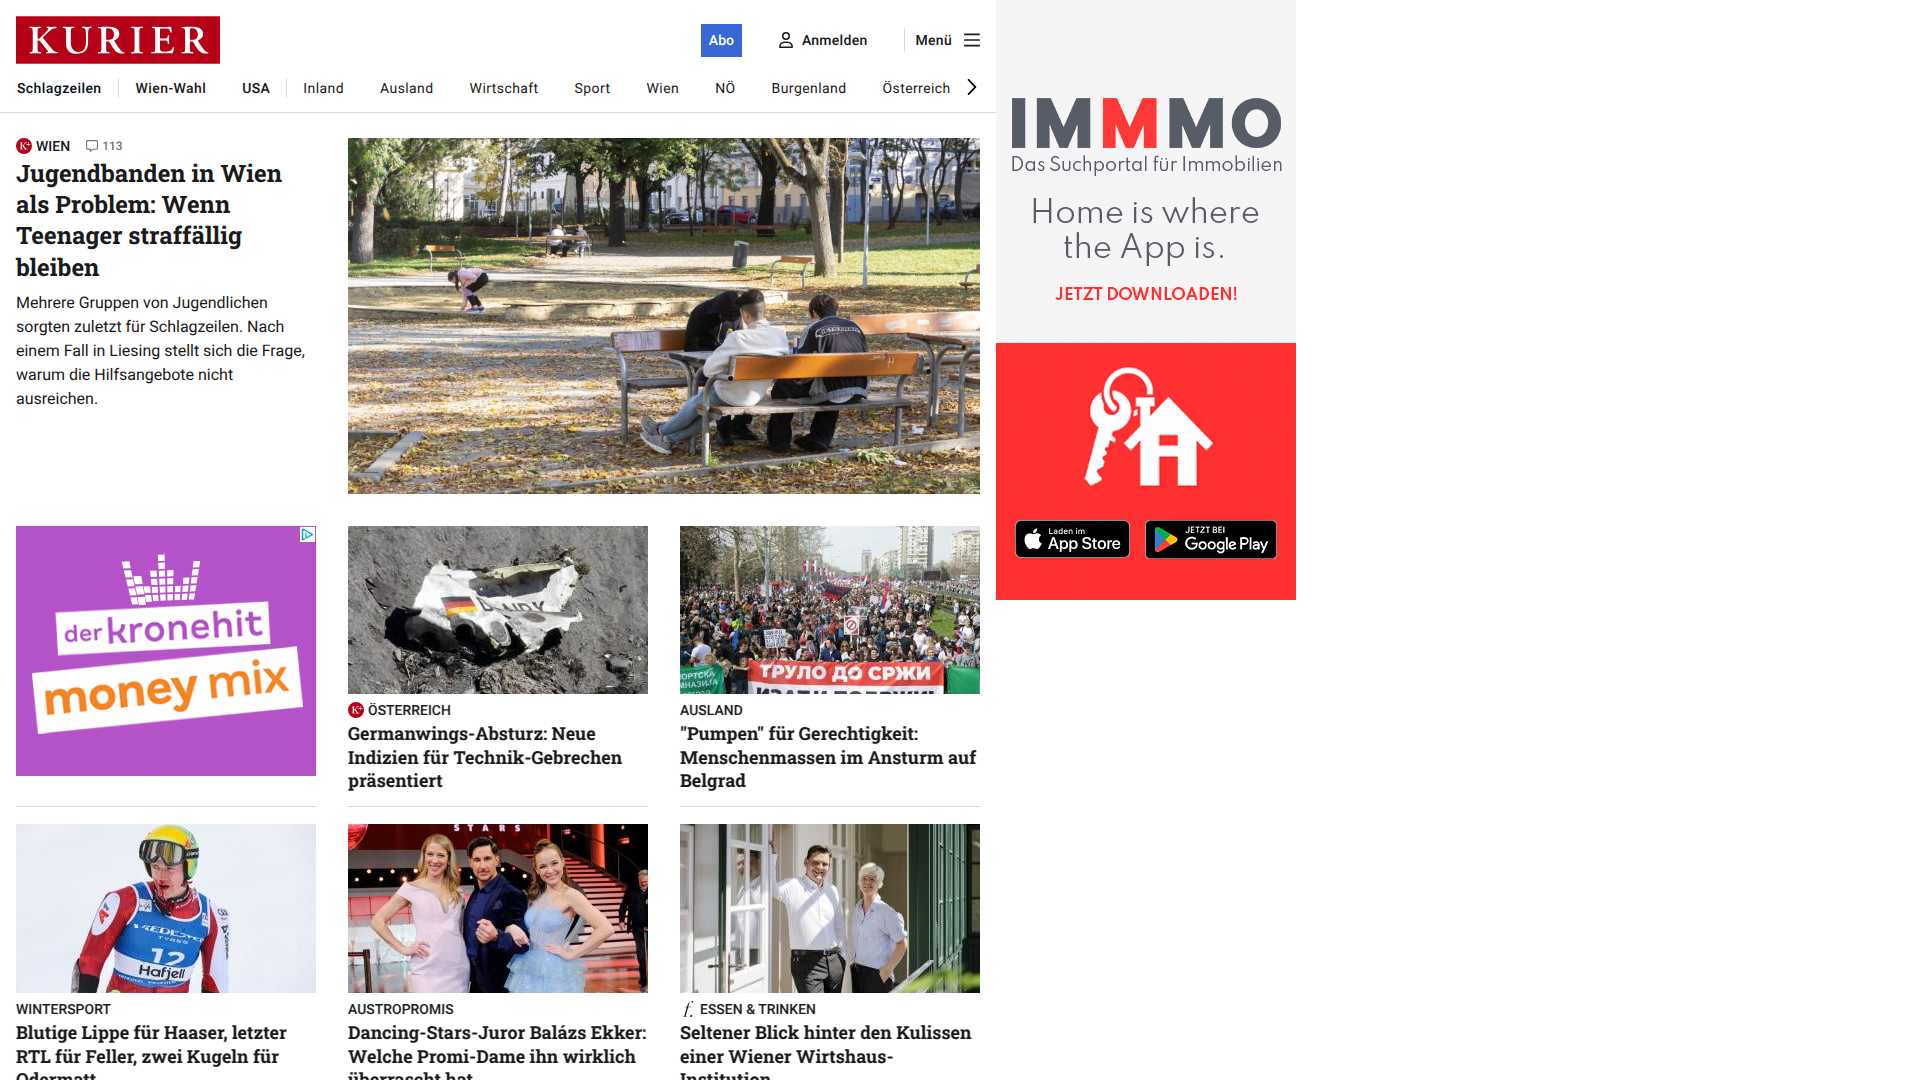 KURIER
Abo
Anmelden
Menü
Schlagzeilen
Wien-Wahl
USA
Inland
Ausland
Wirtschaft
Sport
Wien
NÖ
Burgenland
Österreich
K+ WIEN 113
Jugendbanden in Wien
als Problem: Wenn
Teenager straffällig
bleiben
Mehrere Gruppen von Jugendlichen
sorgten zuletzt für Schlagzeilen. Nach
einem Fall in Liesing stellt sich die Frage,
warum die Hilfsangebote nicht
ausreichen.
IMMMO
Das Suchportal für Immobilien
Home is where
the App is.
JETZT DOWNLOADEN!
Laden im
App Store
JETZT BEI
Google Play
der kronehit
money mix
K+ ÖSTERREICH
Germanwings-Absturz: Neue
Indizien für Technik-Gebrechen
präsentiert
ТРУЛО ДО СРЖИ
AUSLAND
"Pumpen" für Gerechtigkeit:
Menschenmassen im Ansturm auf
Belgrad
12
Hafjell
WINTERSPORT
Blutige Lippe für Haaser, letzter
RTL für Feller, zwei Kugeln für
Odermatt
STARS
AUSTROPROMIS
Dancing-Stars-Juror Balázs Ekker:
Welche Promi-Dame ihn wirklich
überrascht hat
f. ESSEN & TRINKEN
Seltener Blick hinter den Kulissen
einer Wiener Wirtshaus-
Institution